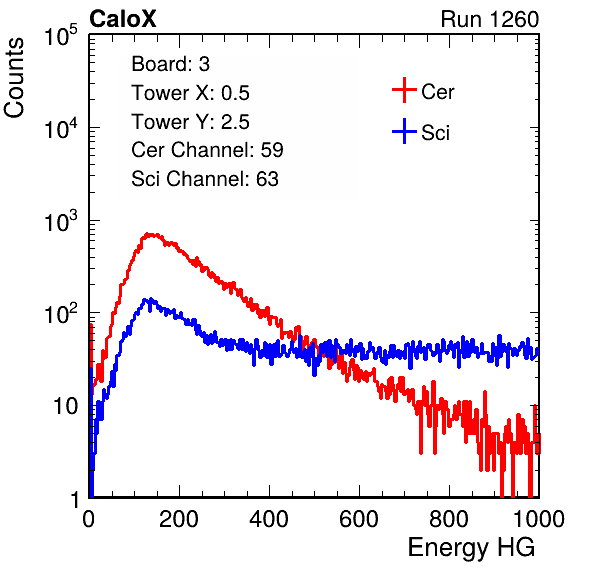 CaloX Run 1260
Counts
Board: 3
Tower X: 0.5
Tower Y: 2.5
Cer Channel: 59
Sci Channel: 63
Cer
Sci
10^5
10^4
10^3
10^2
10
1
0 200 400 600 800 1000
Energy HG